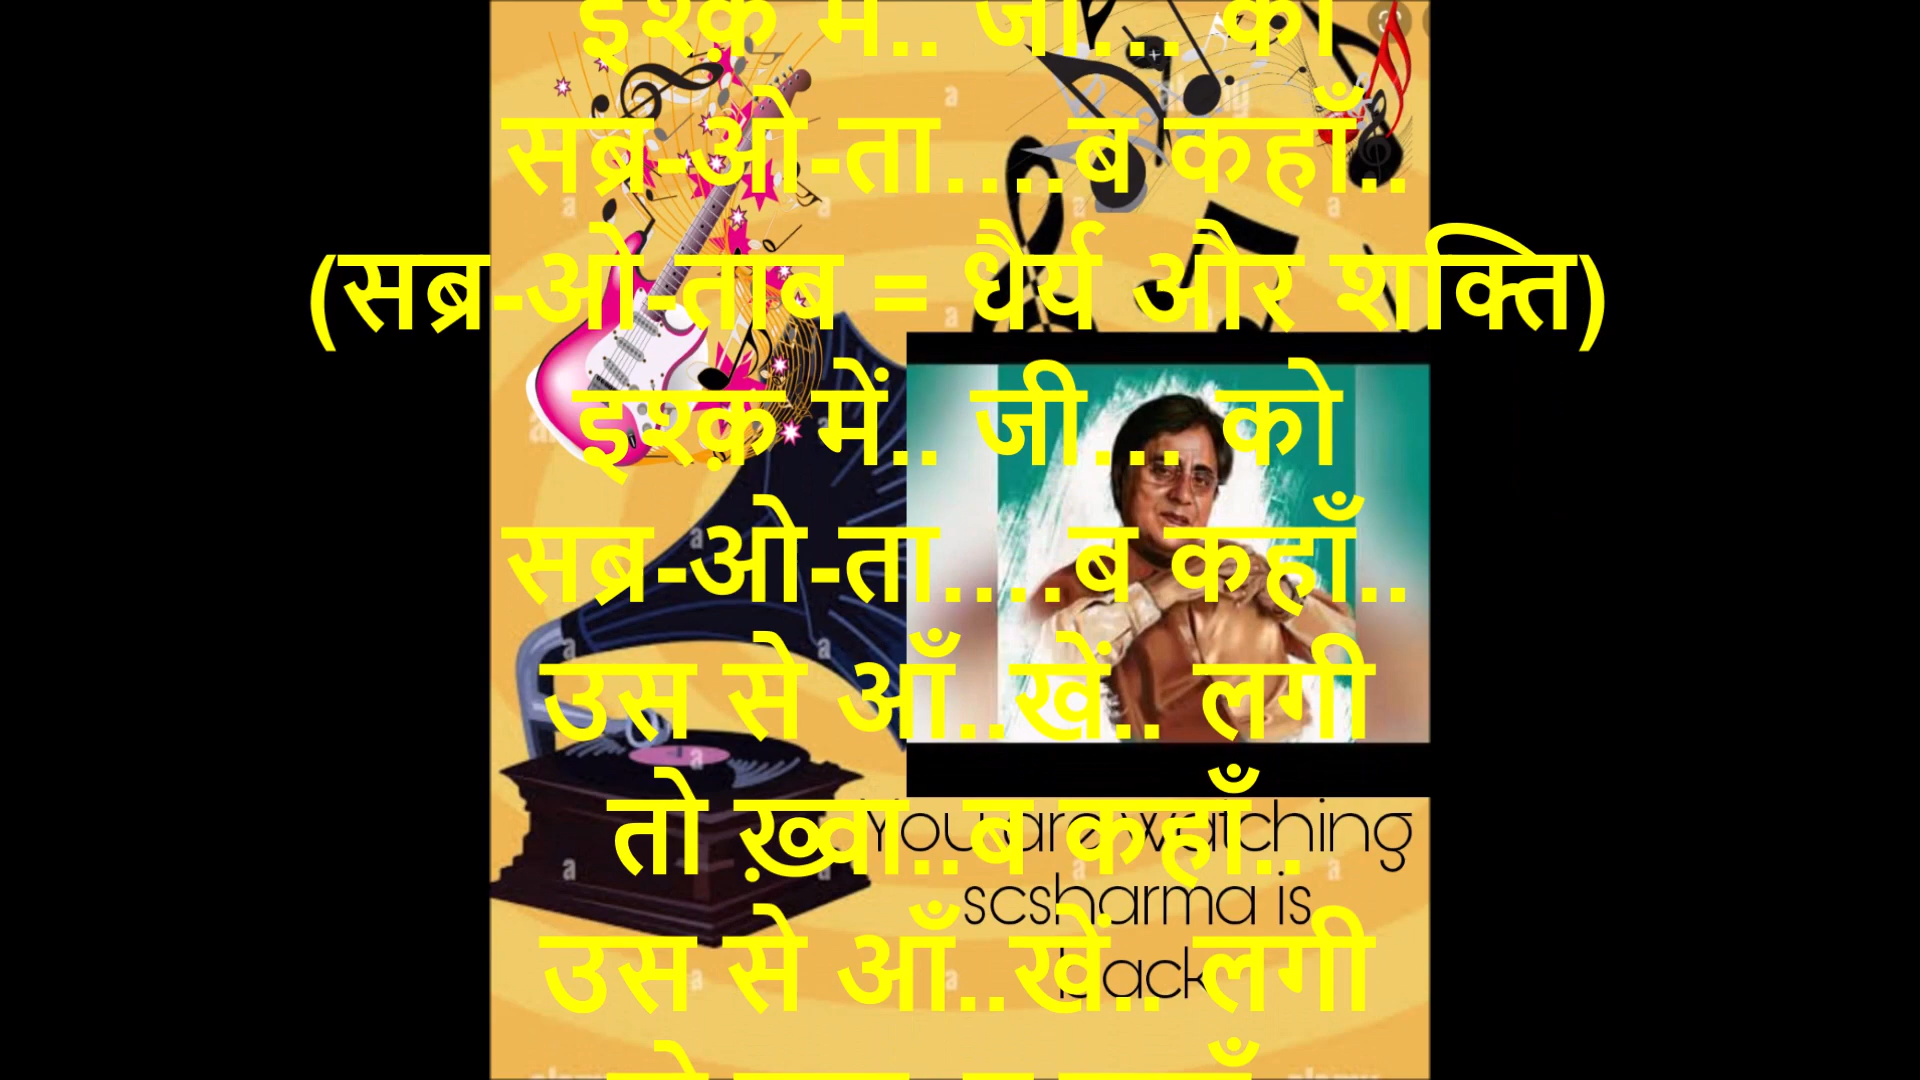 इश्क़ में.. जी... को
सब्र-ओ-ता....ब कहाँ..
(सब्र-ओ-ताब = धैर्य और शक्ति)
इश्क़ में.. जी... को
सब्र-ओ-ता....ब कहाँ..
उस से आँ..खें.. लगी
तो ख़्वा..ब कहाँ..
You are watching
scsharma is
उस से आँ..खें.. लगी
back